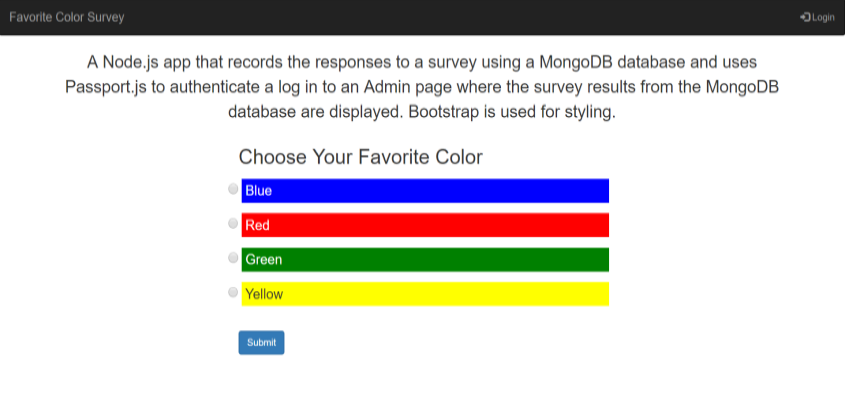 Favorite Color Survey
Login
A Node.js app that records the responses to a survey using a MongoDB database and uses
Passport.js to authenticate a log in to an Admin page where the survey results from the MongoDB
database are displayed. Bootstrap is used for styling.
Choose Your Favorite Color
Blue
Red
Green
Yellow
Submit